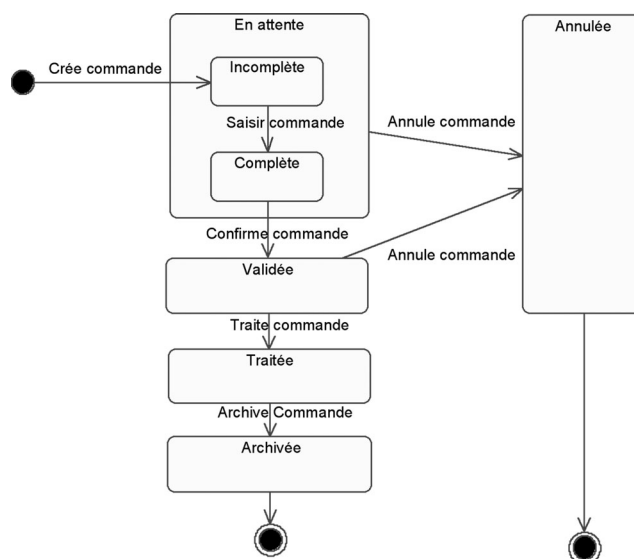 En attente
Annulée
Crée commande
Incomplète
Saisir commande
Annule commande
Complète
Confirme commande
Annule commande
Validée
Traite commande
Traitée
Archive Commande
Archivée